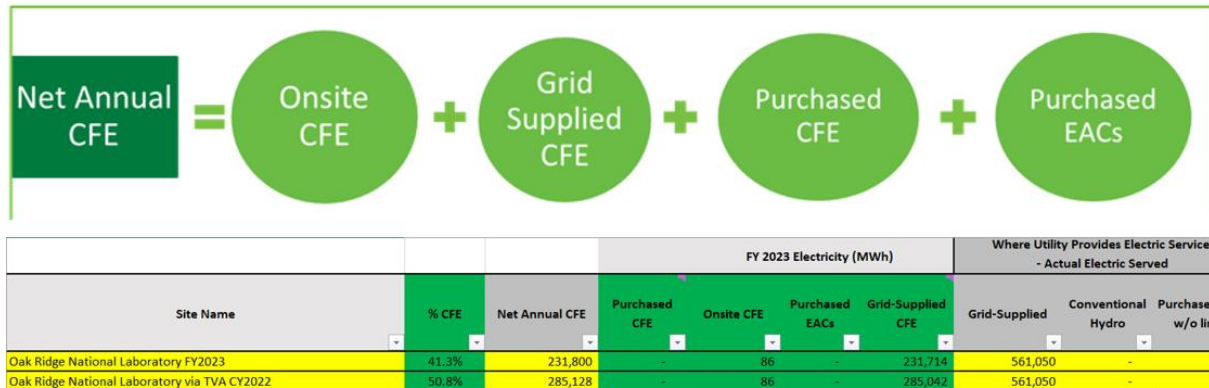 Net Annual
CFE
=
Onsite
CFE
+
Grid
Supplied
CFE
+
Purchased
CFE
+
Purchased
EACs
FY 2023 Electricity (MWh)
Where Utility Provides Electric Service
- Actual Electric Served
Site Name
% CFE
Net Annual CFE
Purchased
CFE
Onsite CFE
Purchased
EACs
Grid-Supplied
CFE
Grid-Supplied
Conventional
Hydro
Purchase
w/o li
Oak Ridge National Laboratory FY2023 41.3% 231,800 - 86 - 231,714 561,050 -
Oak Ridge National Laboratory via TVA CY2022 50.8% 285,128 - 86 - 285,042 561,050 -